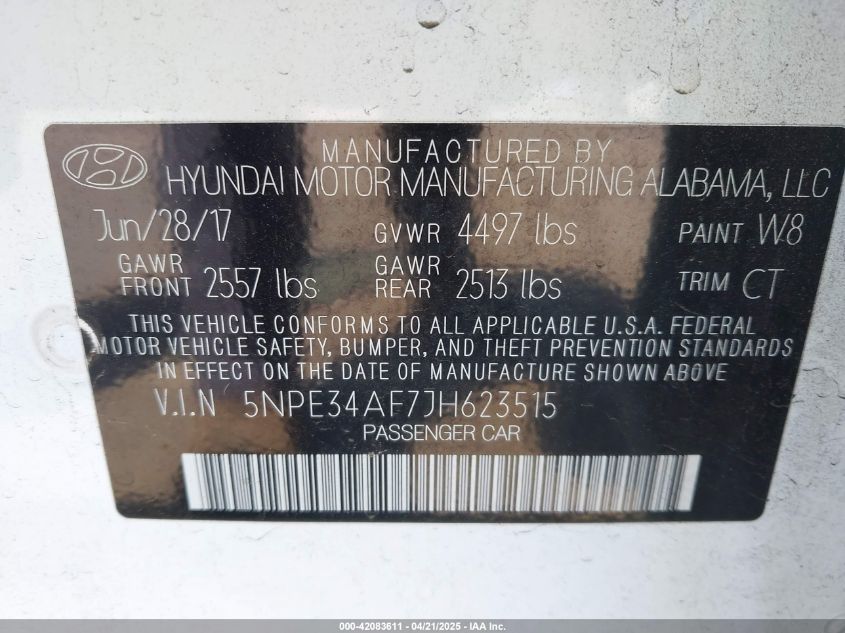 MANUFACTURED BY
HYUNDAI MOTOR MANUFACTURING ALABAMA, LLC
Jun/28/17 GVWR 4497 lbs PAINT W8
GAWR FRONT 2557 lbs GAWR REAR 2513 lbs TRIM CT
THIS VEHICLE CONFORMS TO ALL APPLICABLE U.S.A. FEDERAL
MOTOR VEHICLE SAFETY, BUMPER, AND THEFT PREVENTION STANDARDS
IN EFFECT ON THE DATE OF MANUFACTURE SHOWN ABOVE.
V.I.N 5NPE34AF7JH623515
PASSENGER CAR
000-42083611 - 04/21/2025 - IAA Inc.